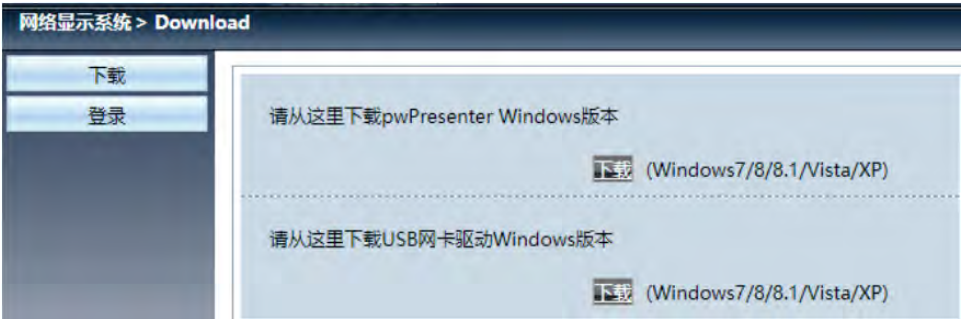 网络显示系统 > Download
下载
登录
请从这里下载pwPresenter Windows版本
下载 (Windows7/8/8.1/Vista/XP)
请从这里下载USB网卡驱动Windows版本
下载 (Windows7/8/8.1/Vista/XP)